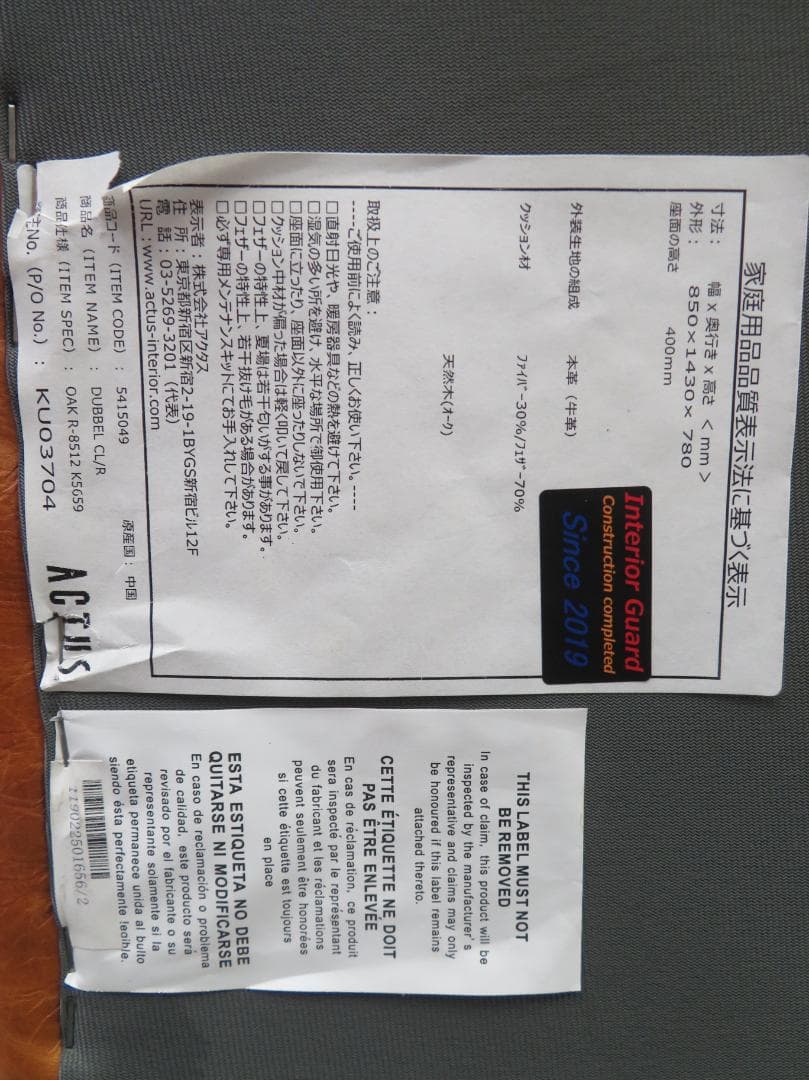 家庭用品品質表示法に基づく表示
寸法： 幅 x 奥行き x 高さ < mm >
外形： 850×1430×780
座面の高さ 400mm
外装生地の組成 本革（牛革）
クッション材 ﾌｧｲﾊﾞｰ30%/ﾌｪｻﾞｰ70%
天然木(ｵｰｸ)
Interior Guard
Construction completed
Since 2019
取扱上のご注意：
----ご使用前によく読み、正しくお使い下さい。----
□直射日光や、暖房器具などの熱を避けて下さい。
□湿気の多い所を避け、水平な場所で御使用下さい。
□座面に立ったり、座面以外に座ったりしないで下さい。
□クッション中材が偏った場合は軽く叩いて戻して下さい。
□フェザーの特性上、夏場は若干匂いがする事があります。
□フェザーの特性上、若干抜け毛がある場合があります。
□必ず専用メンテナンスキットにてお手入れして下さい。
表示者：株式会社アクタス
住 所：東京都新宿区新宿2-19-1BYGS新宿ビル12F
電 話：03-5269-3201（代表）
URL：www.actus-interior.com
商品コード（ITEM CODE）： 5415049 原産国：中国
商品名（ITEM NAME）： DUBBEL CL/R
商品仕様（ITEM SPEC）： OAK R-8512 K5659
No.（P/O No.）： KU03704
ACTUS
THIS LABEL MUST NOT
BE REMOVED
In case of claim, this product will be
inspected by the manufacturer's
representative and claims may only
be honoured if this label remains
attached thereto.
CETTE ÉTIQUETTE NE DOIT
PAS ÊTRE ENLEVÉE
En cas de réclamation, ce produit
sera inspecté par le représentant
du fabricant et les réclamations
peuvent seulement être honorées
si cette étiquette est toujours
en place
ESTA ESTIQUETA NO DEBE
QUITARSE NI MODIFICARSE
En caso de reclamación o problema
de calidad, este producto será
revisado por el fabricante o su
representante solamente si la
etiqueta permanece unida al bulto
siendo ésta perfectamente lecible.
119022501656/2